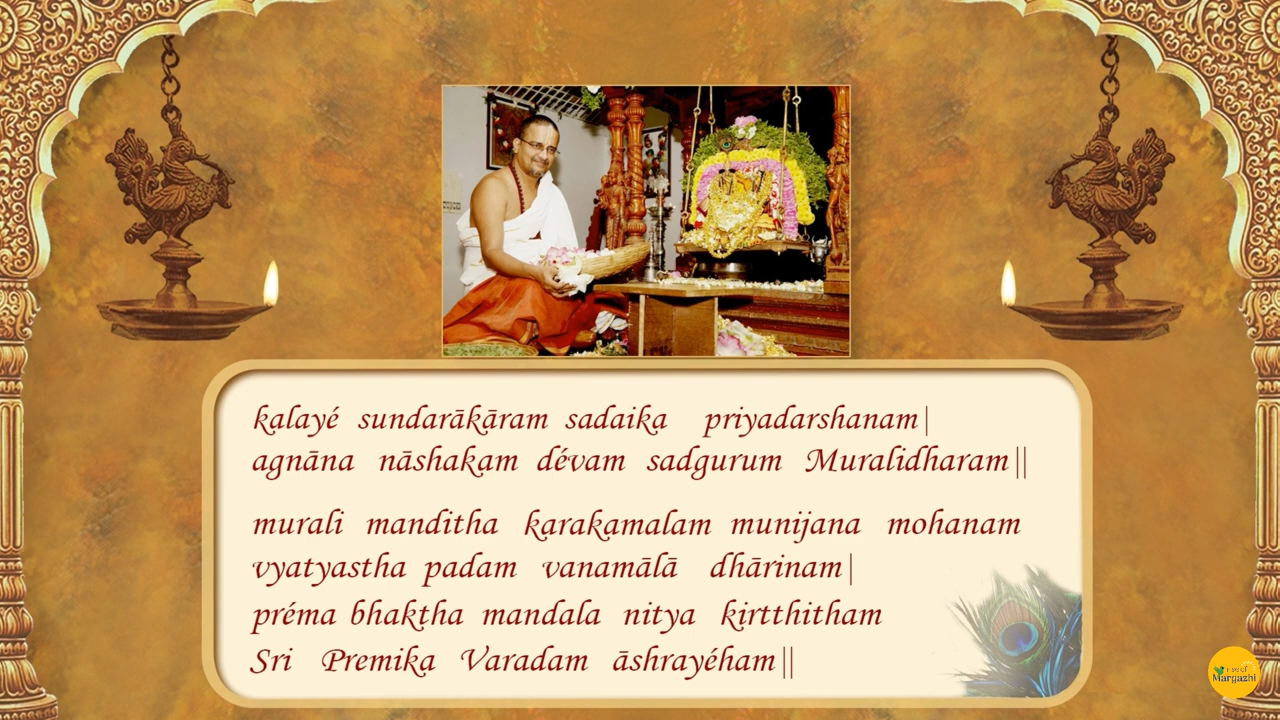 kalayé sundarākāram sadaika priyadarshanam|
agnāna nāshakam dévam sadgurum Muralidharam||
murali manditha karakamalam munijana mohanam
vyatyastha padam vanamālā dhārinam|
préma bhaktha mandala nitya kirtthitham
Sri Premika Varadam āshrayéham||
Margazhi